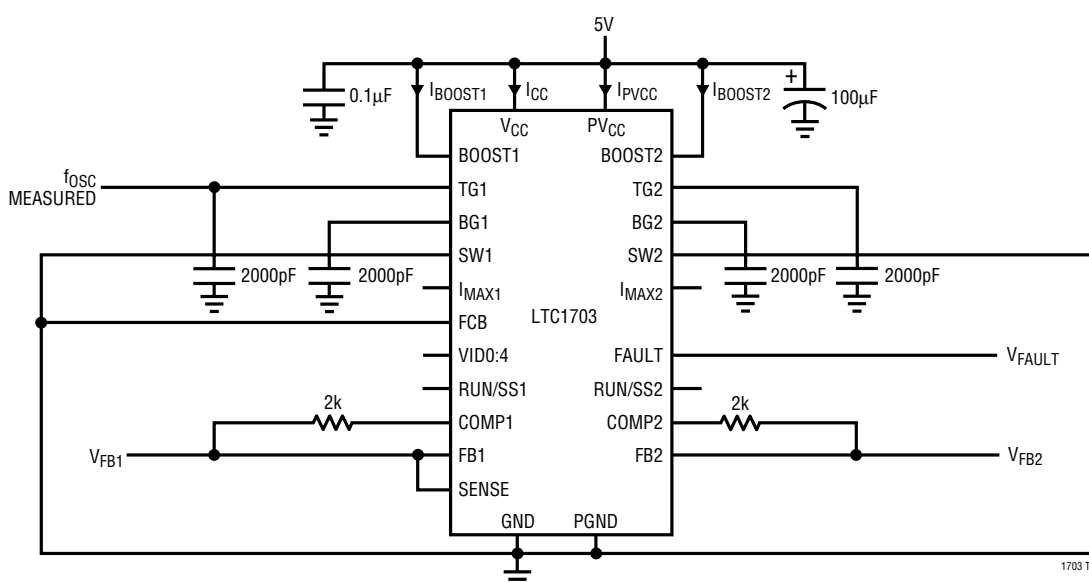 5V
0.1µF
IBOOST1
ICC
IPVCC
IBOOST2
+
100µF
VCC
PVCC
BOOST1
BOOST2
fOSC
MEASURED
TG1
TG2
BG1
BG2
SW1
SW2
2000pF
2000pF
2000pF
2000pF
IMAX1
IMAX2
LTC1703
FCB
VID0:4
FAULT
VFAULT
RUN/SS1
RUN/SS2
2k
COMP1
COMP2
2k
VFB1
FB1
FB2
VFB2
SENSE
GND
PGND
1703 T